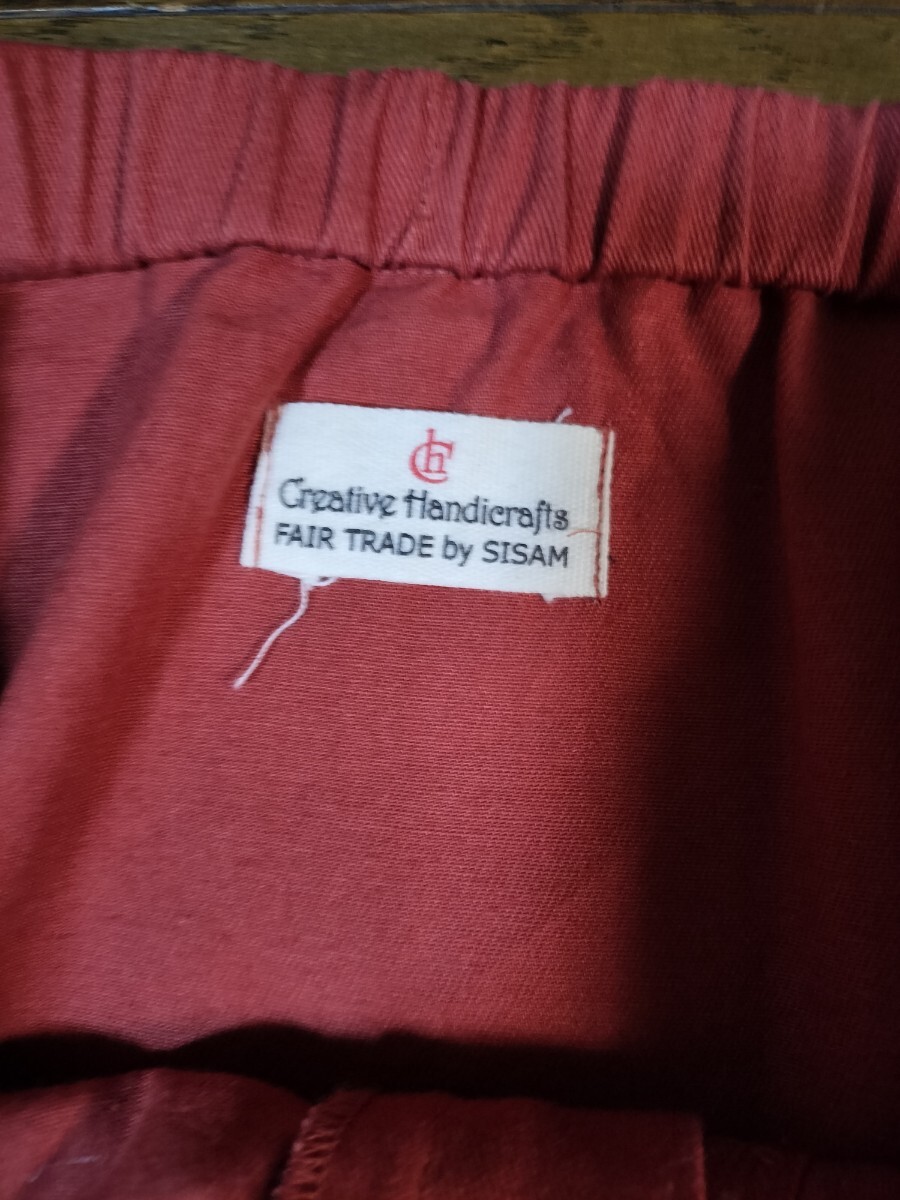 ch
Creative Handicrafts
FAIR TRADE by SISAM